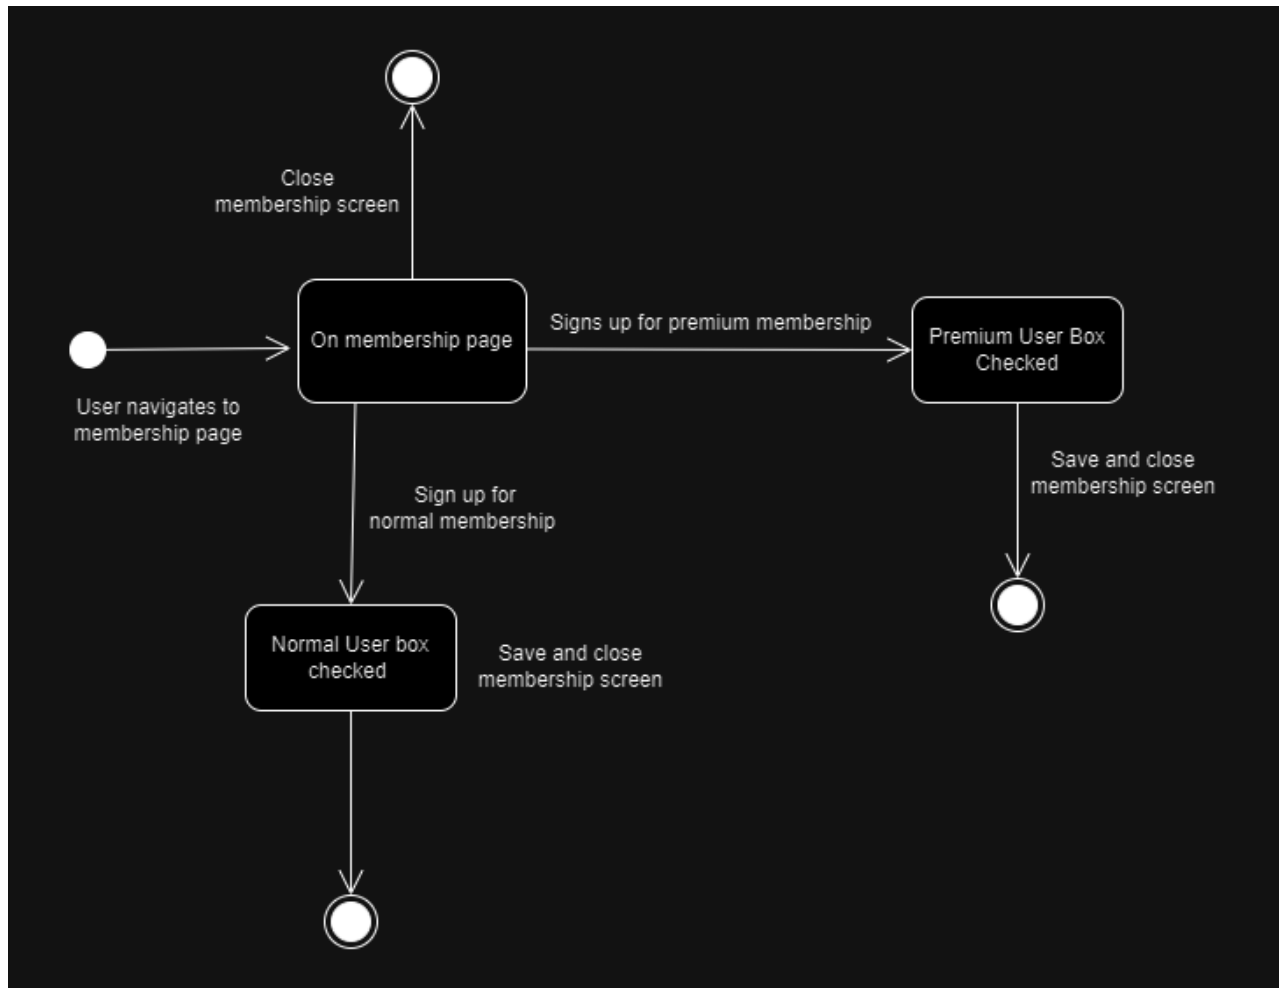 Close
membership screen
On membership page
Signs up for premium membership
Premium User Box
Checked
User navigates to
membership page
Save and close
membership screen
Sign up for
normal membership
Normal User box
checked
Save and close
membership screen